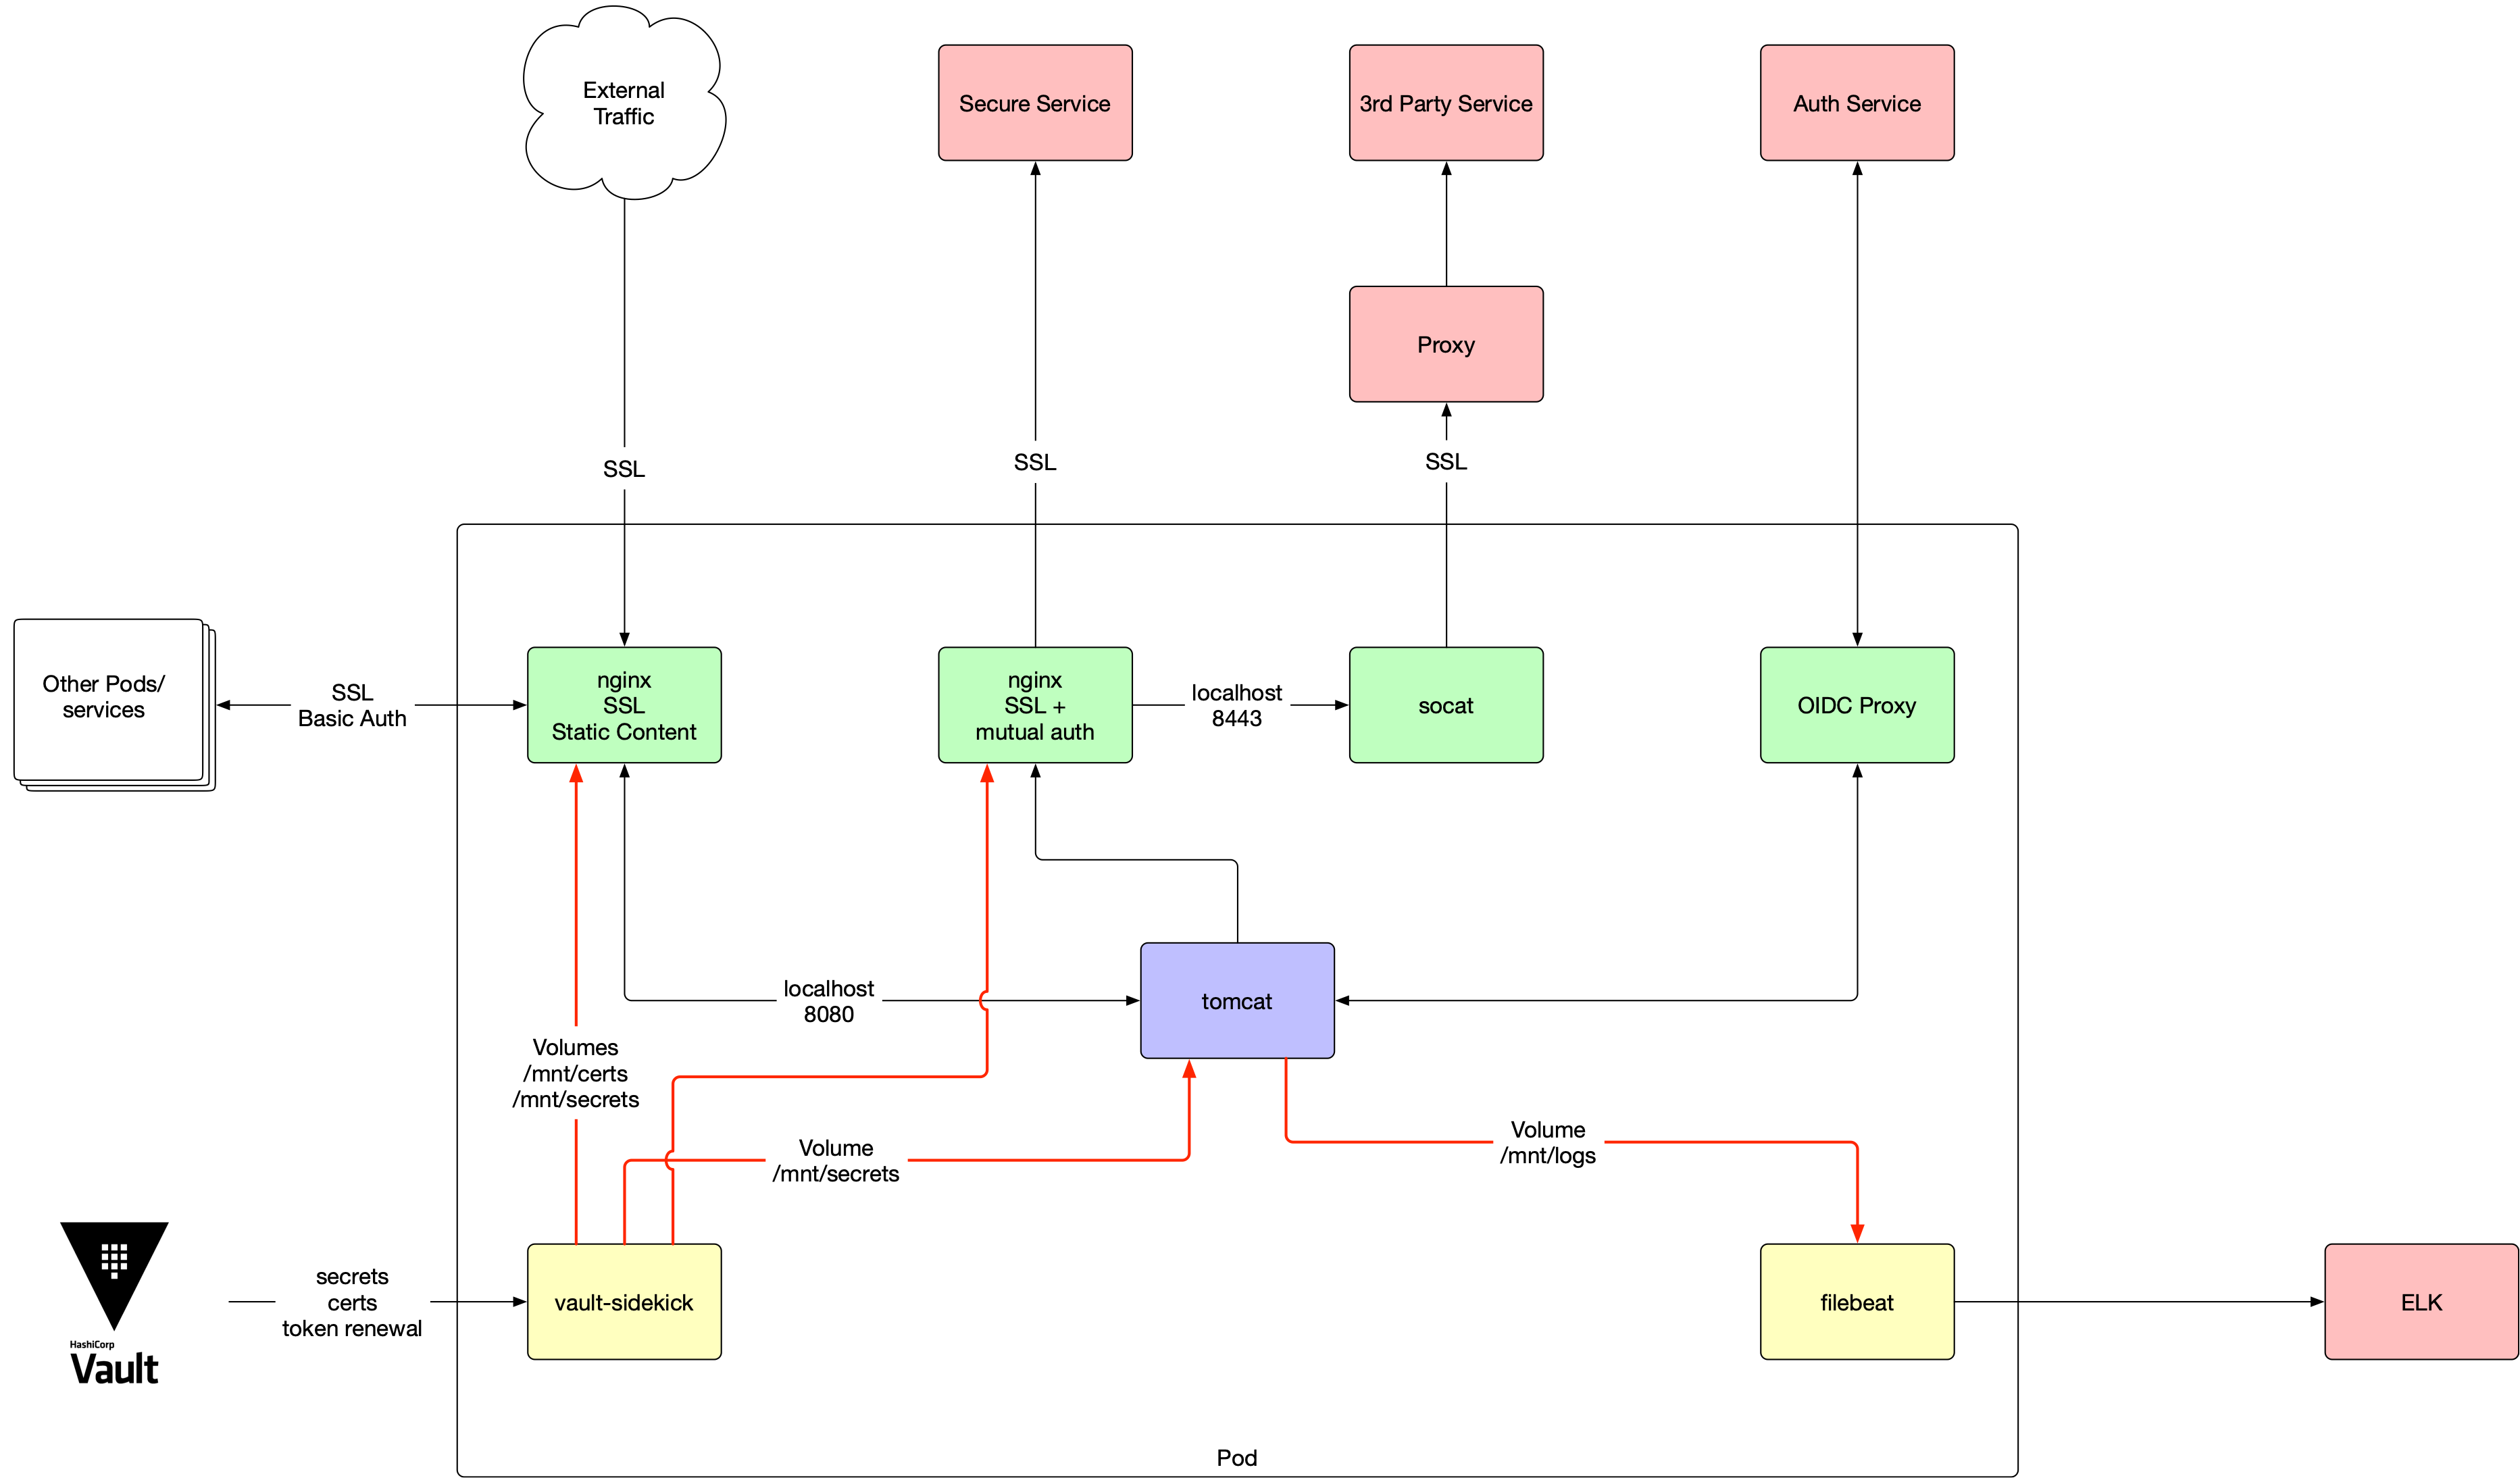 External
Traffic
Secure Service
3rd Party Service
Auth Service
Proxy
SSL
SSL
SSL
Other Pods/
services
SSL
Basic Auth
nginx
SSL
Static Content
nginx
SSL +
mutual auth
localhost
8443
socat
OIDC Proxy
localhost
8080
tomcat
Volumes
/mnt/certs
/mnt/secrets
Volume
/mnt/secrets
Volume
/mnt/logs
HashiCorp
Vault
secrets
certs
token renewal
vault-sidekick
filebeat
ELK
Pod